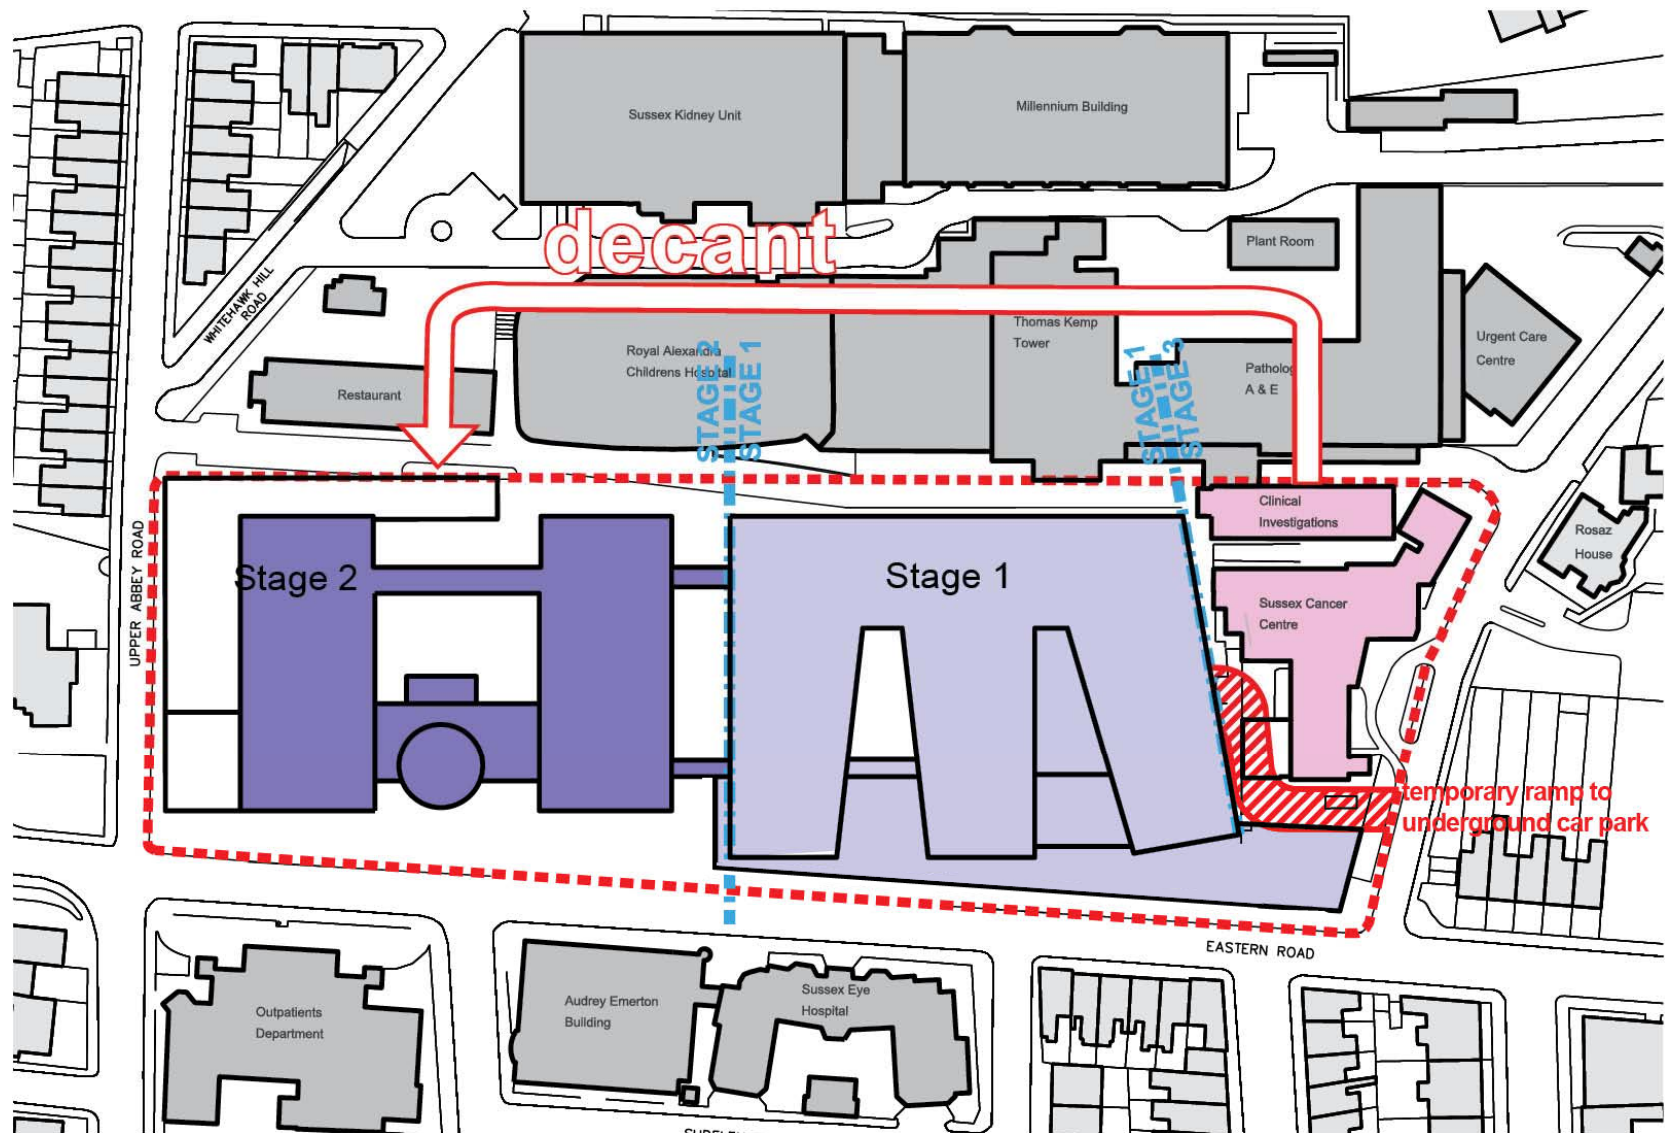 Sussex Kidney Unit
Millennium Building
decant
Plant Room
WHITEHAWK HILL
ROAD
Thomas Kemp
Tower
Urgent Care
Centre
Royal Alexandra
Childrens Hospital
STAGE 2
STAGE 1
STAGE 1
STAGE 3
Patholog
A & E
Restaurant
Clinical
Investigations
Rosaz
House
UPPER ABBEY ROAD
Stage 2
Stage 1
Sussex Cancer
Centre
temporary ramp to
underground car park
EASTERN ROAD
Outpatients
Department
Audrey Emerton
Building
Sussex Eye
Hospital